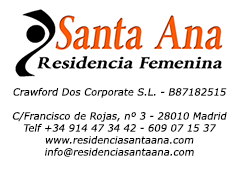 Santa Ana
Residencia Femenina
Crawford Dos Corporate S.L. - B87182515
C/Francisco de Rojas, nº 3 - 28010 Madrid
Telf +34 914 47 34 42 - 609 07 15 37
www.residenciasantaana.com
info@residenciasantaana.com